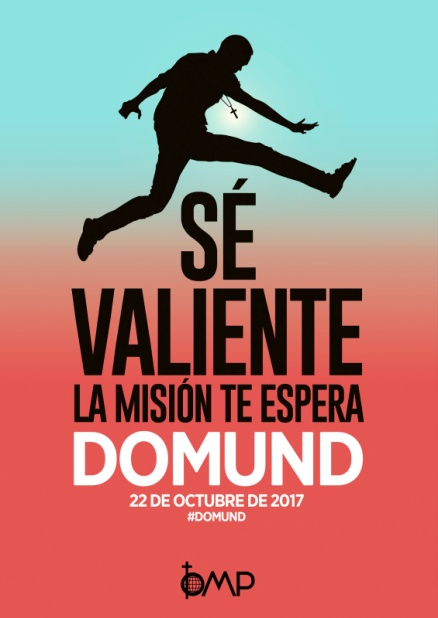 SÉ
VALIENTE
LA MISIÓN TE ESPERA
DOMUND
22 DE OCTUBRE DE 2017
#DOMUND
OMP